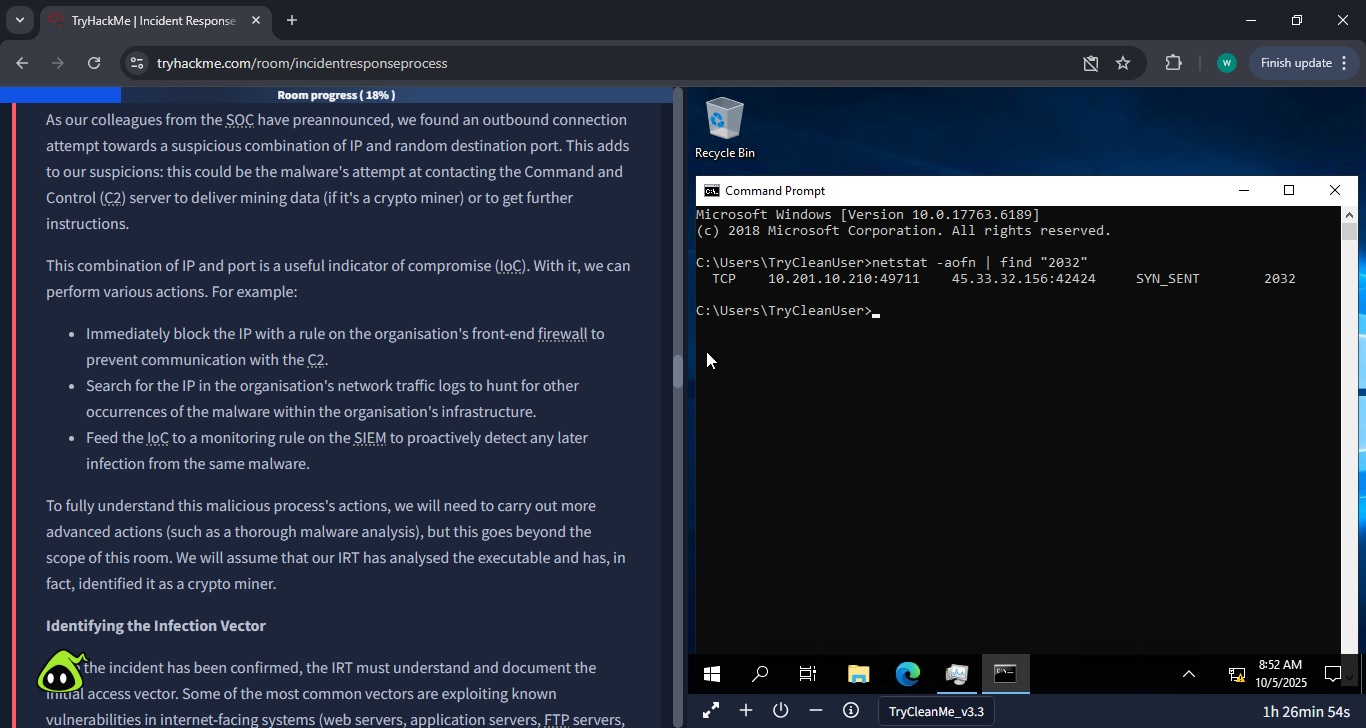 TryHackMe | Incident Response
tryhackme.com/room/incidentresponseprocess
W
Finish update
Room progress ( 18% )
As our colleagues from the SOC have preannounced, we found an outbound connection
attempt towards a suspicious combination of IP and random destination port. This adds
to our suspicions: this could be the malware's attempt at contacting the Command and
Control (C2) server to deliver mining data (if it's a crypto miner) or to get further
instructions.
This combination of IP and port is a useful indicator of compromise (IoC). With it, we can
perform various actions. For example:
• Immediately block the IP with a rule on the organisation's front-end firewall to
prevent communication with the C2.
• Search for the IP in the organisation's network traffic logs to hunt for other
occurrences of the malware within the organisation's infrastructure.
• Feed the IoC to a monitoring rule on the SIEM to proactively detect any later
infection from the same malware.
To fully understand this malicious process's actions, we will need to carry out more
advanced actions (such as a thorough malware analysis), but this goes beyond the
scope of this room. We will assume that our IRT has analysed the executable and has, in
fact, identified it as a crypto miner.
Identifying the Infection Vector
the incident has been confirmed, the IRT must understand and document the
initial access vector. Some of the most common vectors are exploiting known
vulnerabilities in internet-facing systems (web servers, application servers, FTP servers,
Recycle Bin
Command Prompt
Microsoft Windows [Version 10.0.17763.6189]
(c) 2018 Microsoft Corporation. All rights reserved.
C:\Users\TryCleanUser>netstat -aofn | find "2032"
TCP 10.201.10.210:49711 45.33.32.156:42424 SYN_SENT 2032
C:\Users\TryCleanUser>
8:52 AM
10/5/2025
TryCleanMe_v3.3
1h 26min 54s